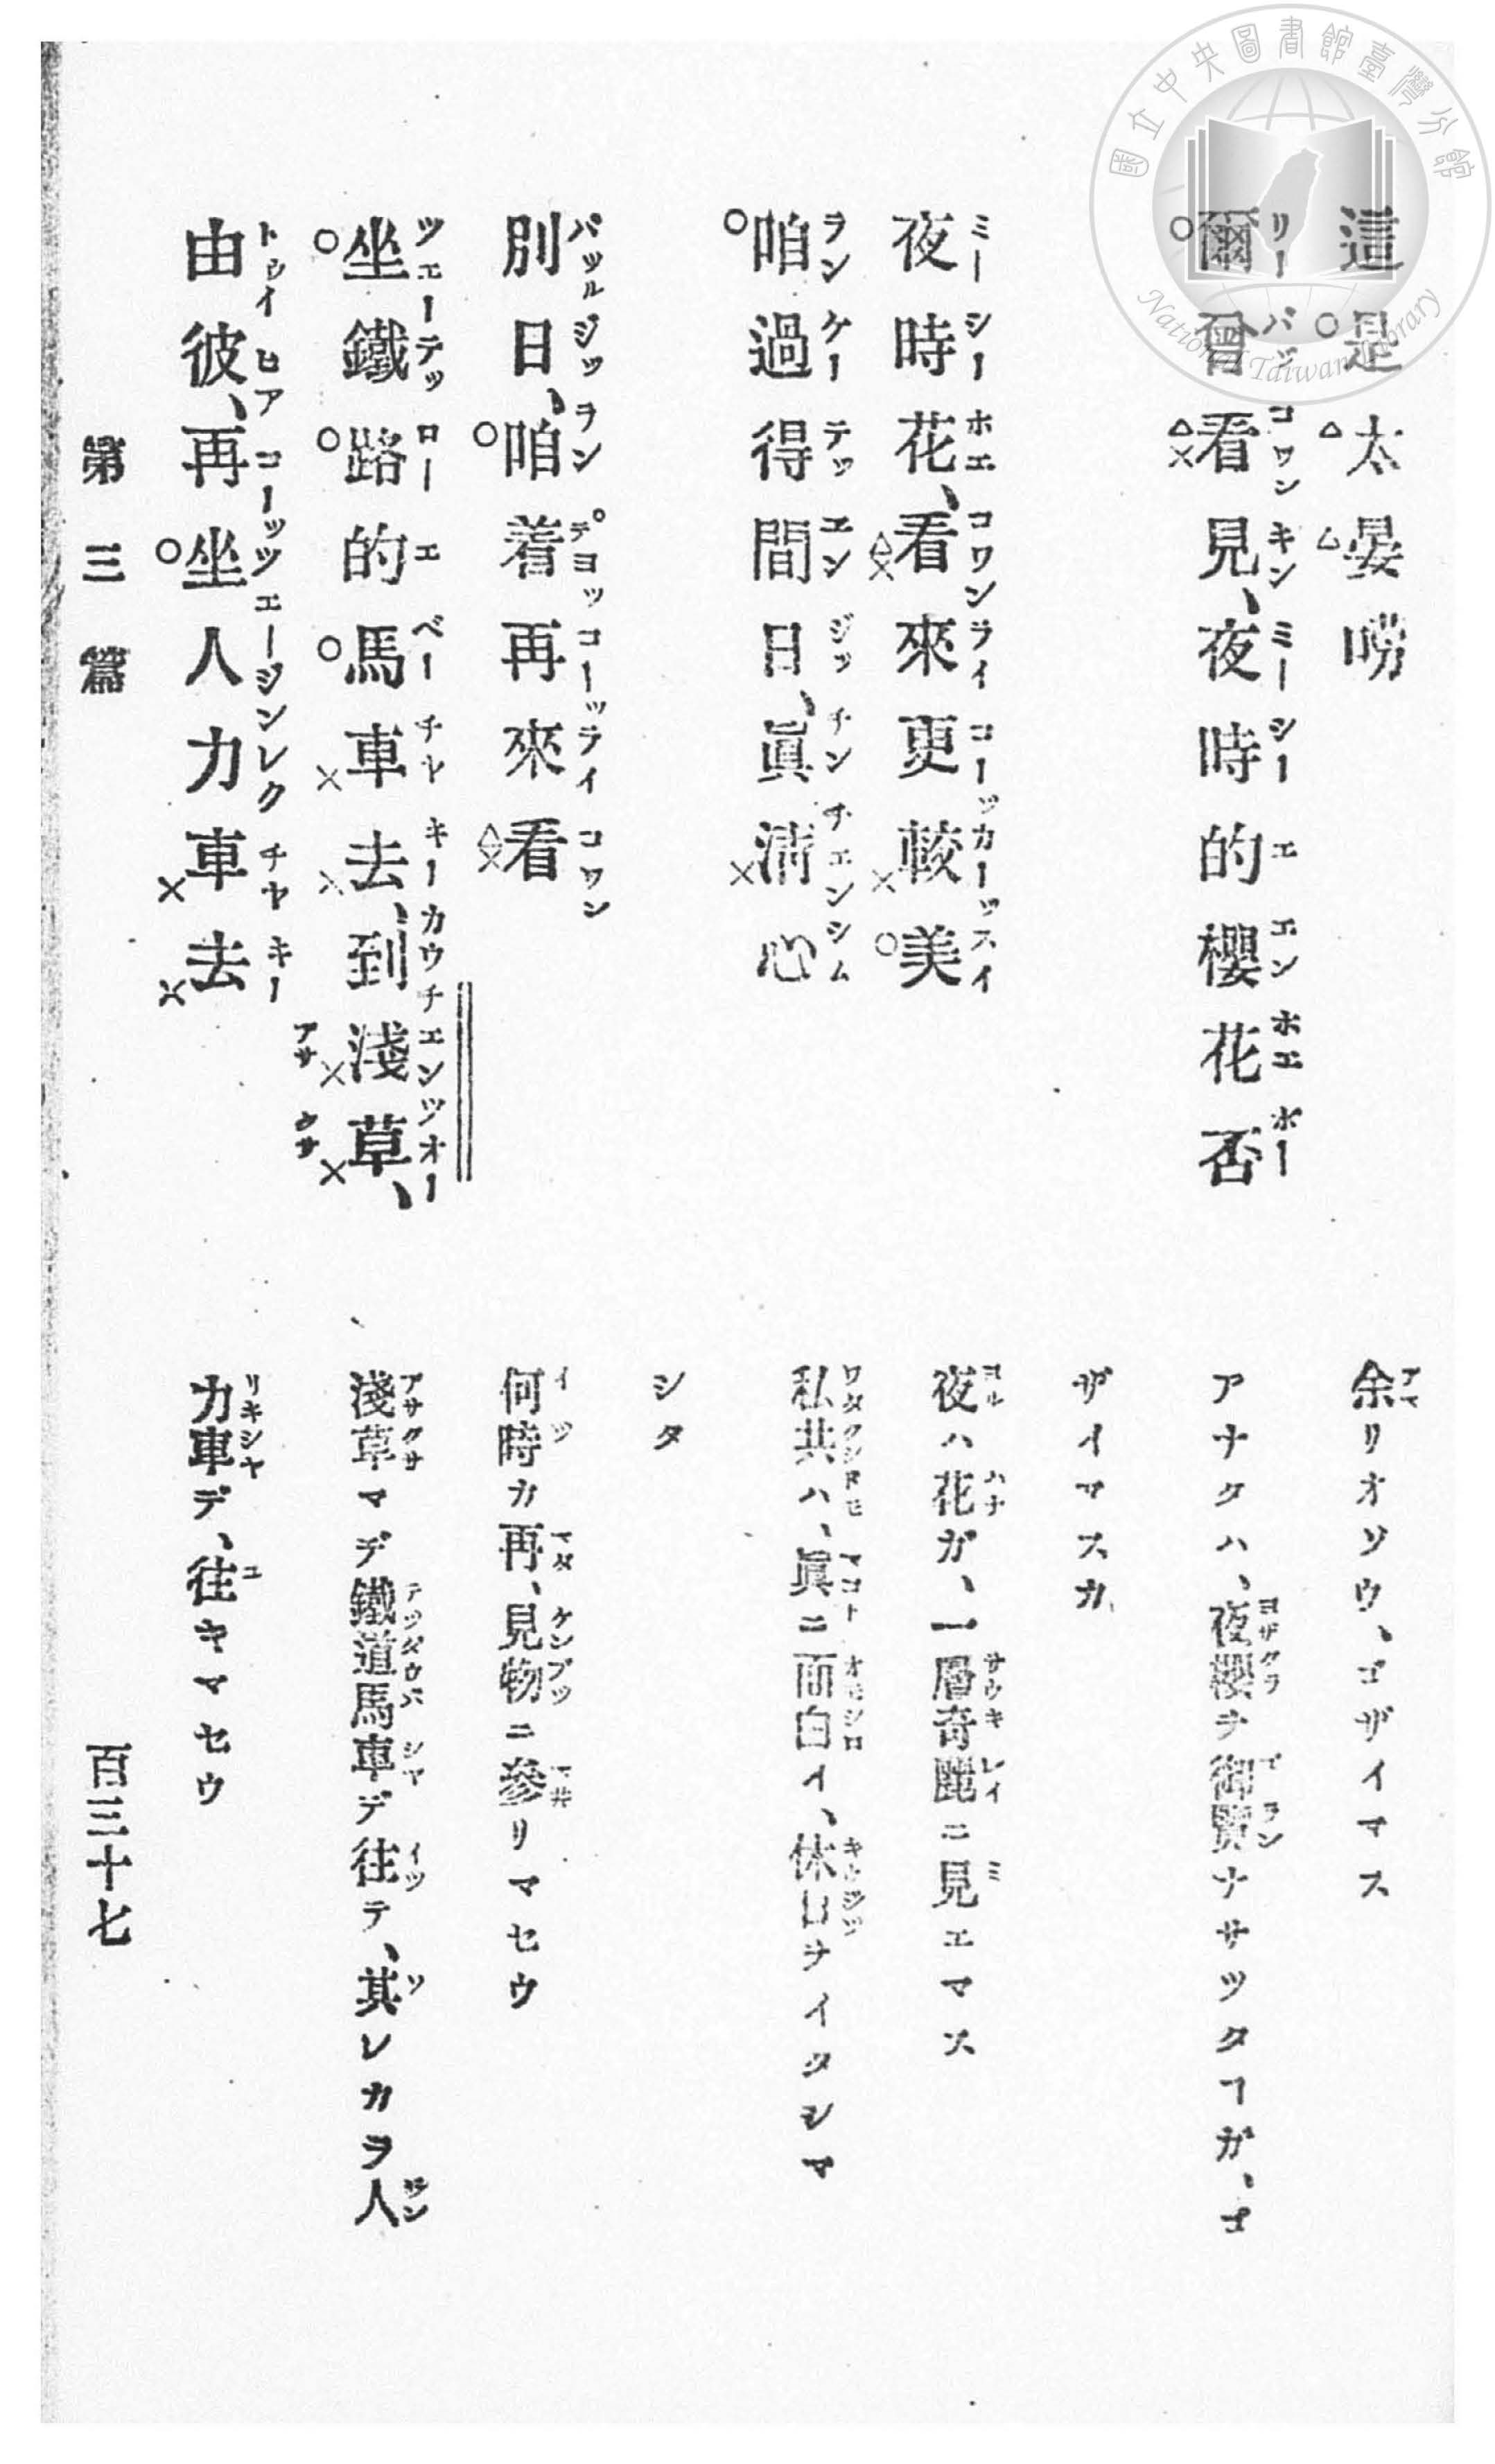 國立中央圖書館臺灣分館
National Taiwan Library
這是太晏嘮
余リオソウ、ゴザイマス
爾曾看見、夜時的櫻花否
アナタハ、夜櫻ヲ御覽ナサツタヿガ、ゴ
ザイマスカ
夜時花、看來更較美
夜ハ花ガ、一層奇麗ニ見エマス
咱過得間日、眞淸心
私共ハ、眞ニ面白イ、休日ヲイタシマ
シタ
別日、咱着再來看
何時カ再、見物ニ參リマセウ
坐鐵路的馬車去、到淺草、
淺草マデ鐵道馬車デ往テ、其レカラ人
由彼、再坐人力車去
力車デ、往キマセウ
第三篇
百三十七